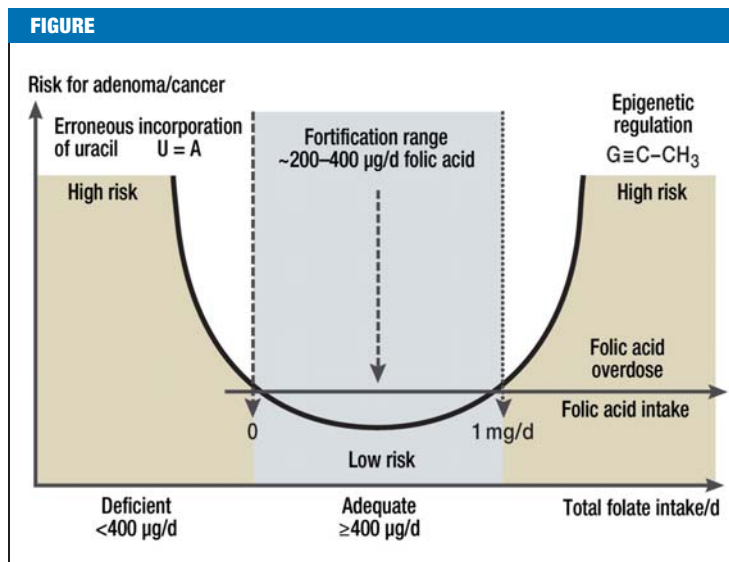 FIGURE
Risk for adenoma/cancer
Erroneous incorporation
of uracil U = A
High risk
Fortification range
~200–400 µg/d folic acid
Epigenetic
regulation
G≡C–CH₃
High risk
Folic acid
overdose
Folic acid intake
0
1 mg/d
Low risk
Deficient
<400 µg/d
Adequate
≥400 µg/d
Total folate intake/d